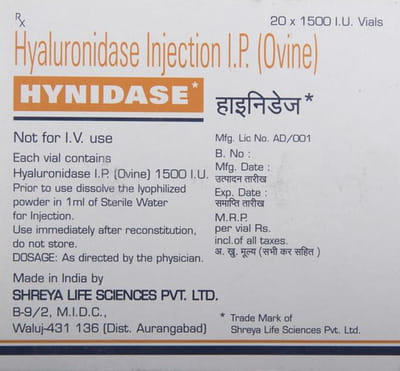 Rx
20 x 1500 I.U. Vials
Hyaluronidase Injection I.P. (Ovine)
HYNIDASE*
हाइनिडेज *
Not for I.V. use
Each vial contains
Hyaluronidase I.P. (Ovine) 1500 I.U.
Prior to use dissolve the lyophilized
powder in 1ml of Sterile Water
for Injection.
Use immediately after reconstitution,
do not store.
DOSAGE: As directed by the physician.
Made in India by
SHREYA LIFE SCIENCES PVT. LTD.
B-9/2, M.I.D.C.,
Waluj-431 136 (Dist. Aurangabad)
Mfg. Lic No. AD/001
B. No :
Mfg. Date :
उत्पादन तारीख
Exp. Date :
समाप्ति तारीख
M.R.P.
per vial Rs.
incl.of all taxes.
अ. खु. मूल्य (सभी कर सहित )
* Trade Mark of
Shreya Life Sciences Pvt. Ltd.